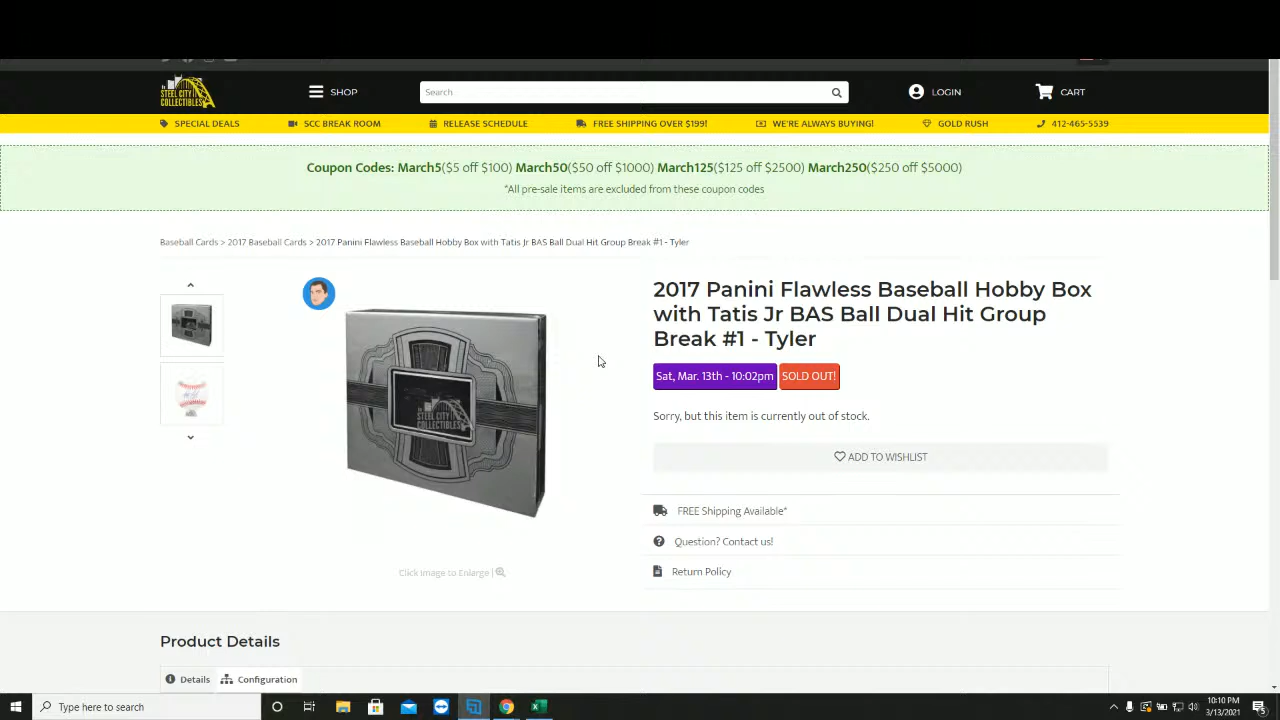 STEEL CITY
COLLECTIBLES
SHOP
Search
LOGIN
CART
SPECIAL DEALS
SCC BREAK ROOM
RELEASE SCHEDULE
FREE SHIPPING OVER $199!
WE'RE ALWAYS BUYING!
GOLD RUSH
412-465-5539
Coupon Codes: March5($5 off $100) March50($50 off $1000) March125($125 off $2500) March250($250 off $5000)
*All pre-sale items are excluded from these coupon codes
Baseball Cards > 2017 Baseball Cards > 2017 Panini Flawless Baseball Hobby Box with Tatis Jr BAS Ball Dual Hit Group Break #1 - Tyler
STEEL CITY
COLLECTIBLES
Click image to Enlarge |
2017 Panini Flawless Baseball Hobby Box
with Tatis Jr BAS Ball Dual Hit Group
Break #1 - Tyler
Sat, Mar. 13th - 10:02pm SOLD OUT!
Sorry, but this item is currently out of stock.
ADD TO WISHLIST
FREE Shipping Available*
Question? Contact us!
Return Policy
Product Details
Details
Configuration
Type here to search
10:10 PM
3/13/2021